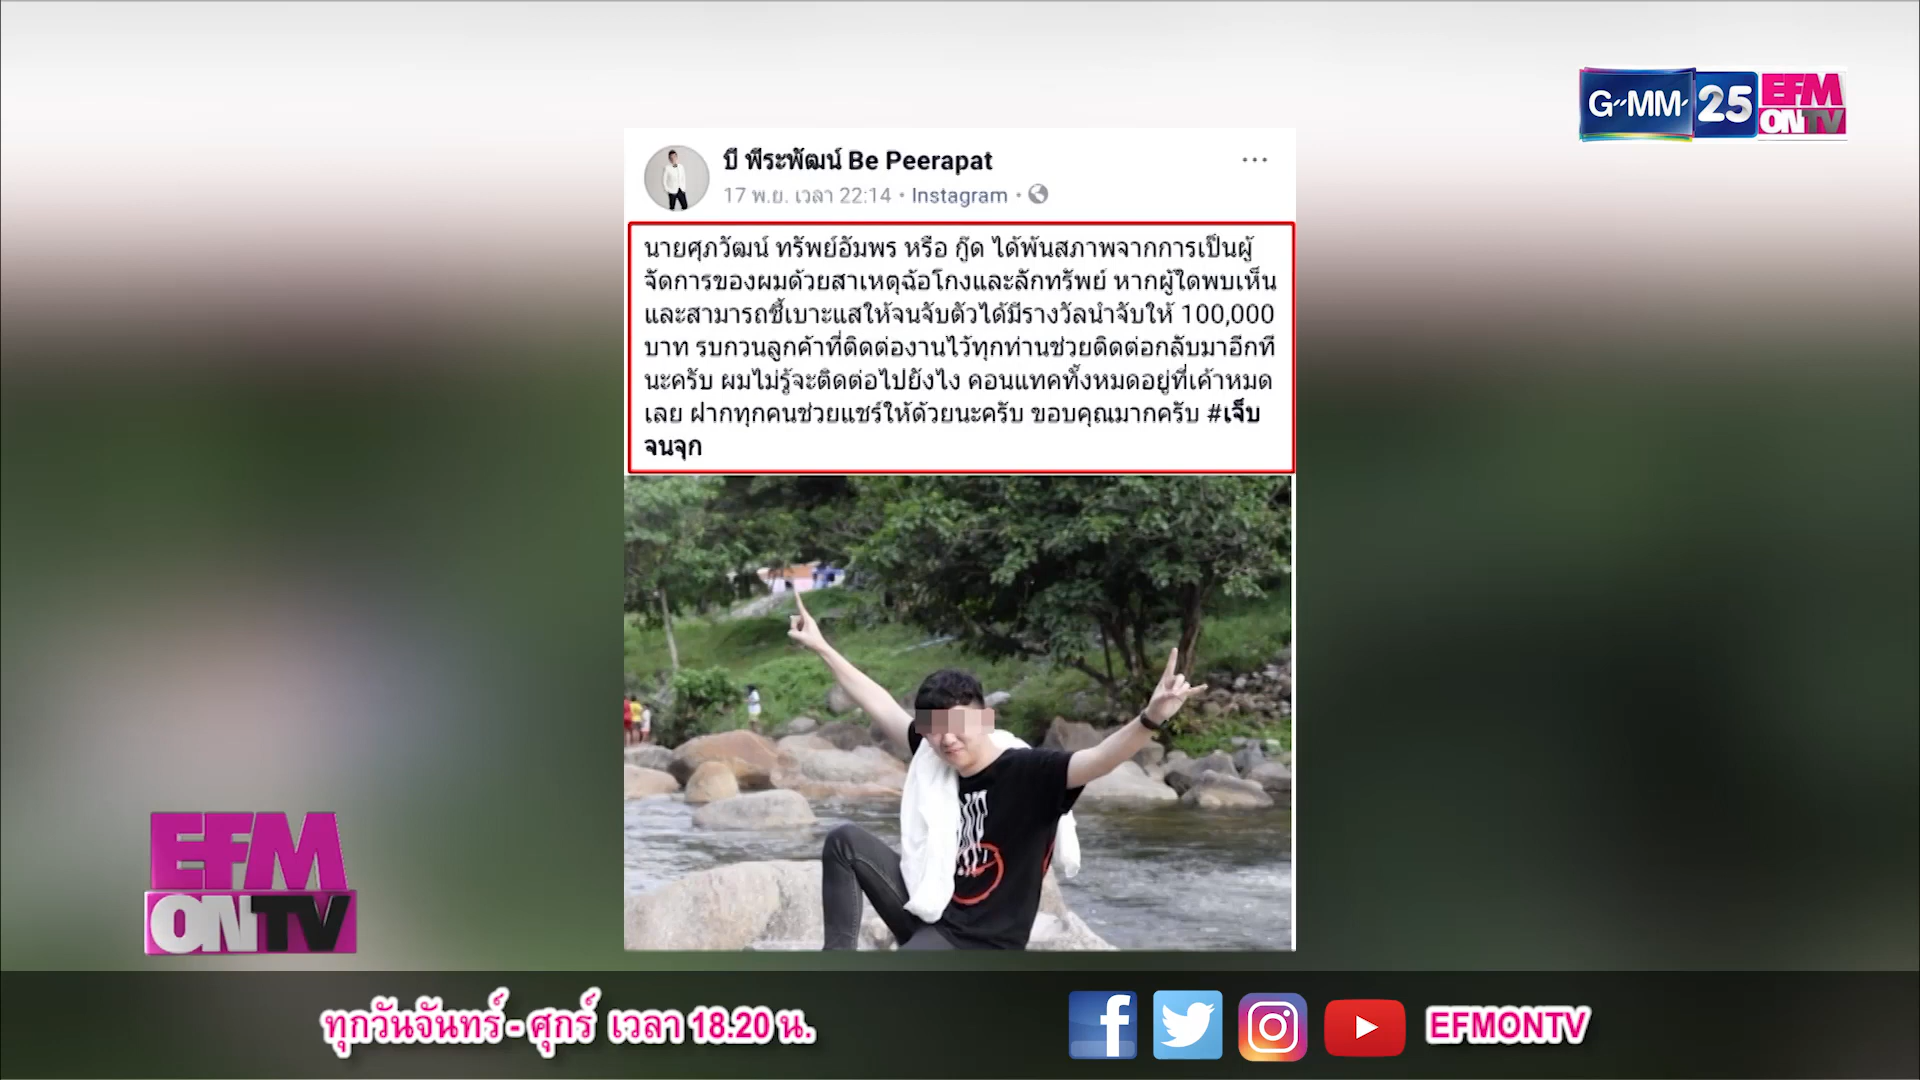 G"MM' 25 EFM ON TV
บี พีระพัฒน์ Be Peerapat
17 พ.ย. เวลา 22:14 · Instagram ·
นายศุภวัฒน์ ทรัพย์อัมพร หรือ กู๊ด ได้พ้นสภาพจากการเป็นผู้
จัดการของผมด้วยสาเหตุฉ้อโกงและลักทรัพย์ หากผู้ใดพบเห็น
และสามารถชี้เบาะแสให้จนจับตัวได้มีรางวัลนำจับให้ 100,000
บาท รบกวนลูกค้าที่ติดต่องานไว้ทุกท่านช่วยติดต่อกลับมาอีกที
นะครับ ผมไม่รู้จะติดต่อไปยังไง คอนแทคทั้งหมดอยู่ที่เค้าหมด
เลย ฝากทุกคนช่วยแชร์ให้ด้วยนะครับ ขอบคุณมากครับ #เจ็บ
จนจุก
EFM
ON TV
ทุกวันจันทร์ - ศุกร์ เวลา 18.20 น.
EFMONTV